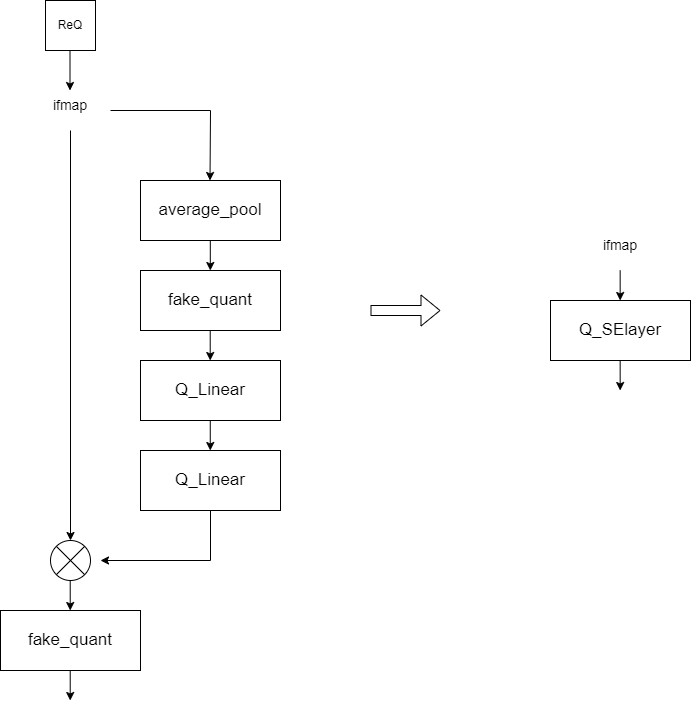 ReQ
ifmap
average_pool
fake_quant
Q_Linear
Q_Linear
fake_quant
ifmap
Q_SElayer